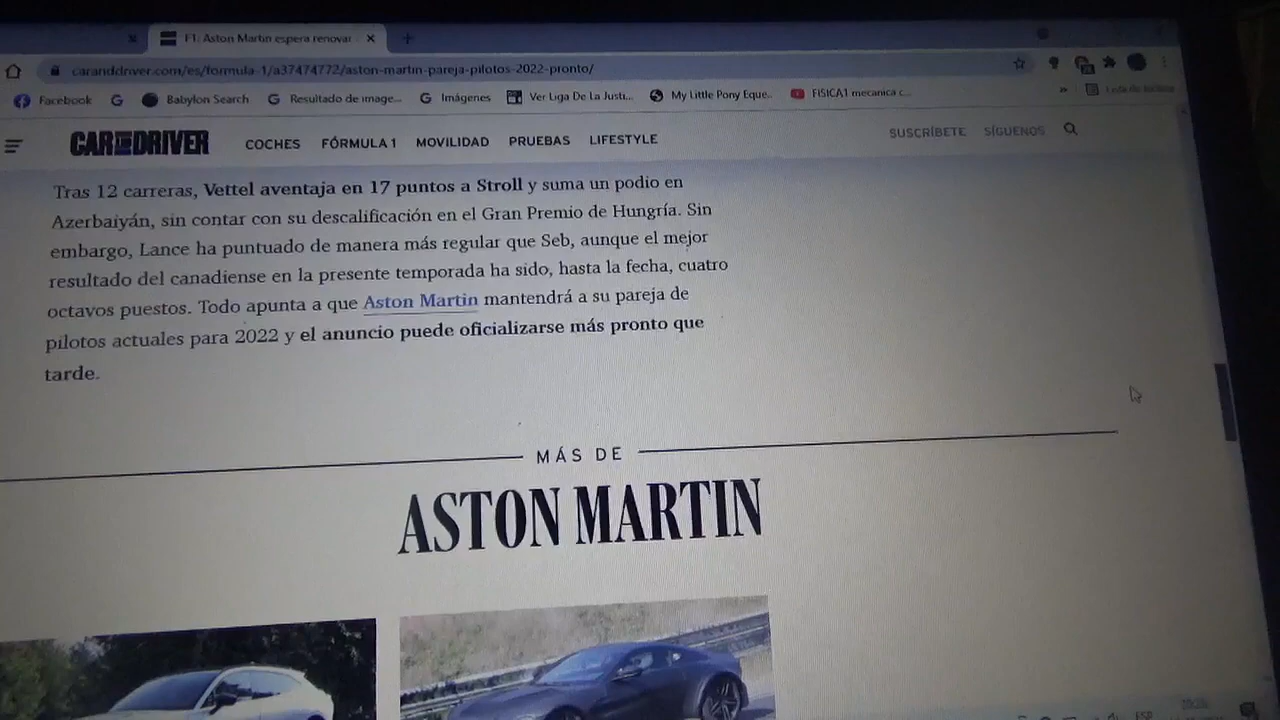 F1: Aston Martin espera renovar
caranddriver.com/es/formula-1/a37474772/aston-martin-pareja-pilotos-2022-pronto/
Facebook G Babylon Search G Resultado de image... G Imágenes Ver Liga De La Justi... My Little Pony Eque... FISICA1 mecanica c... »
CAR AND DRIVER COCHES FÓRMULA 1 MOVILIDAD PRUEBAS LIFESTYLE SUSCRÍBETE SÍGUENOS
Tras 12 carreras, Vettel aventaja en 17 puntos a Stroll y suma un podio en
Azerbaiyán, sin contar con su descalificación en el Gran Premio de Hungría. Sin
embargo, Lance ha puntuado de manera más regular que Seb, aunque el mejor
resultado del canadiense en la presente temporada ha sido, hasta la fecha, cuatro
octavos puestos. Todo apunta a que Aston Martin mantendrá a su pareja de
pilotos actuales para 2022 y el anuncio puede oficializarse más pronto que
tarde.
MÁS DE
ASTON MARTIN
ESP